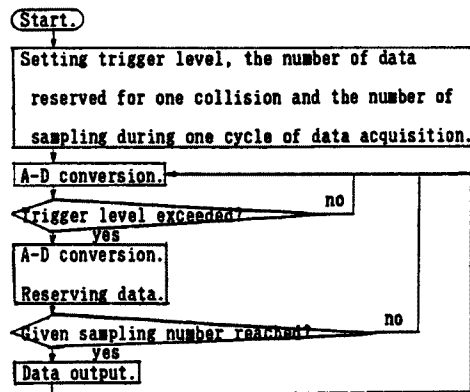 Start.
Setting trigger level, the number of data
reserved for one collision and the number of
sampling during one cycle of data acquisition.
A-D conversion.
no
Trigger level exceeded?
yes
A-D conversion.
Reserving data.
no
Given sampling number reached?
yes
Data output.